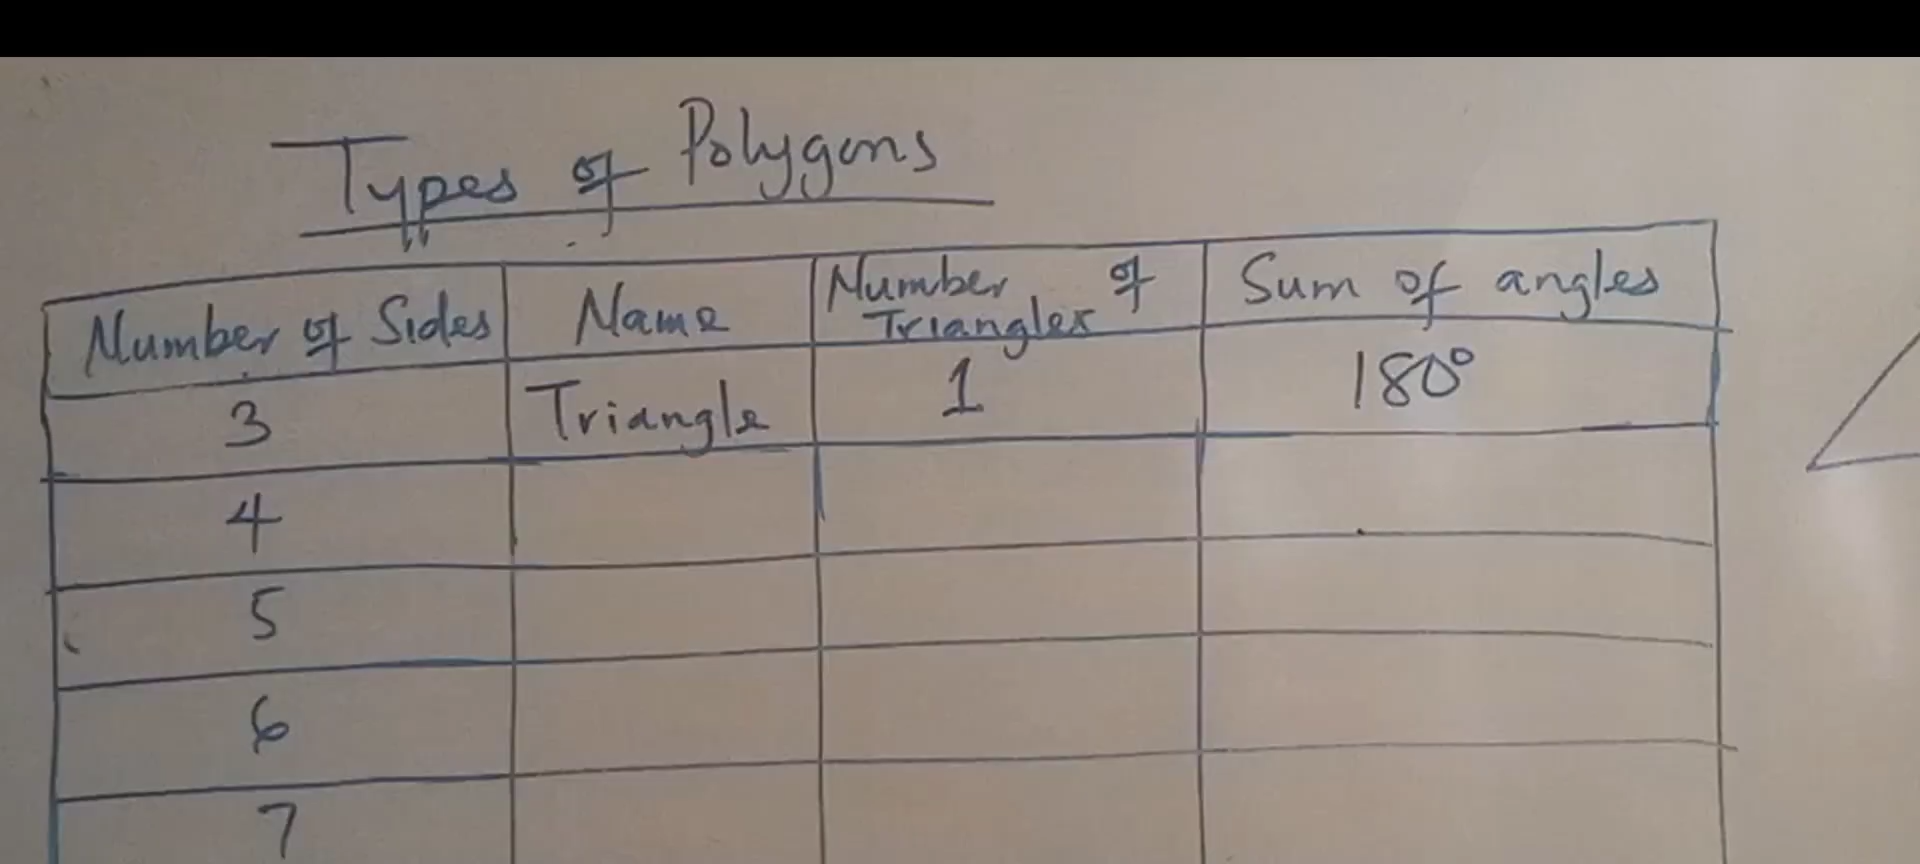 Types of Polygons
Number of Sides Name Number of Triangles Sum of angles
3 Triangle 1 180°
4
5
6
7